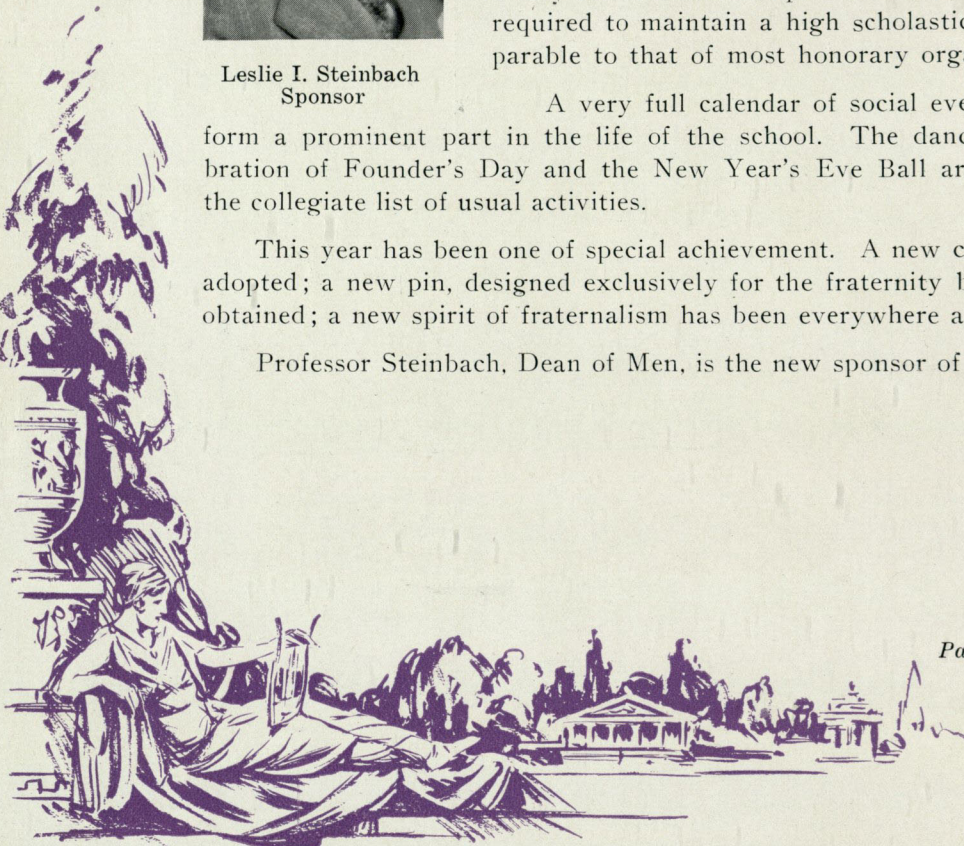 required to maintain a high scholastic
parable to that of most honorary org
Leslie I. Steinbach
Sponsor
A very full calendar of social eve
form a prominent part in the life of the school. The danc
bration of Founder's Day and the New Year's Eve Ball ar
the collegiate list of usual activities.
This year has been one of special achievement. A new c
adopted; a new pin, designed exclusively for the fraternity
obtained; a new spirit of fraternalism has been everywhere a
Professor Steinbach, Dean of Men, is the new sponsor of
Pa